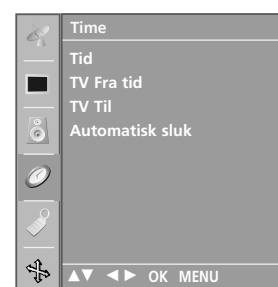 Time
Tid
TV Fra tid
TV Til
Automatisk sluk
▲▼ ◄► OK MENU